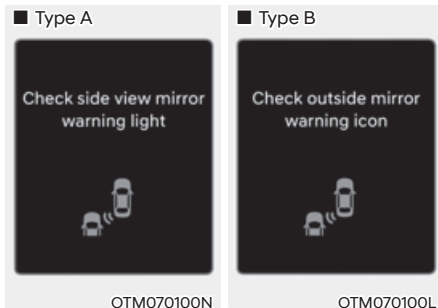 ■ Type A
Check side view mirror
warning light
OTM070100N
■ Type B
Check outside mirror
warning icon
OTM070100L